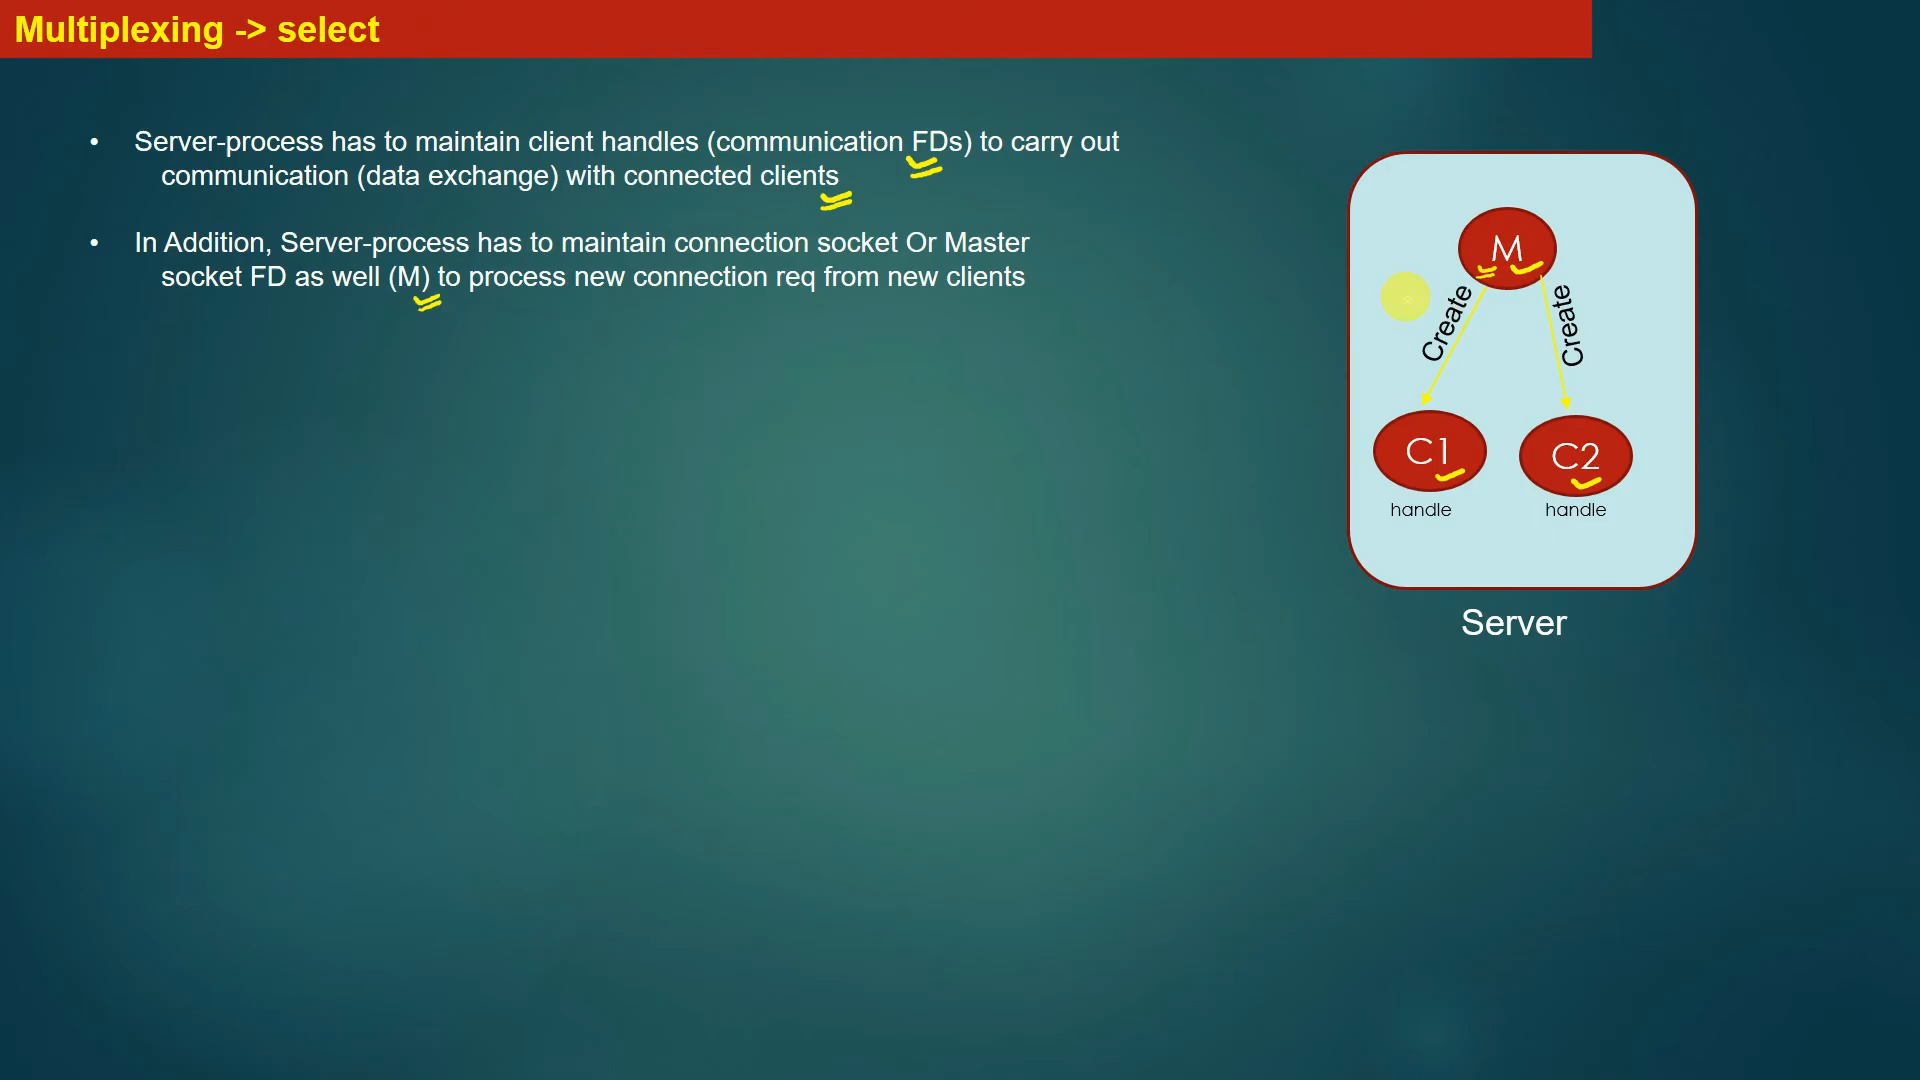 Multiplexing -> select
• Server-process has to maintain client handles (communication FDs) to carry out
communication (data exchange) with connected clients
• In Addition, Server-process has to maintain connection socket Or Master
socket FD as well (M) to process new connection req from new clients
M
Create
Create
C1
C2
handle
handle
Server